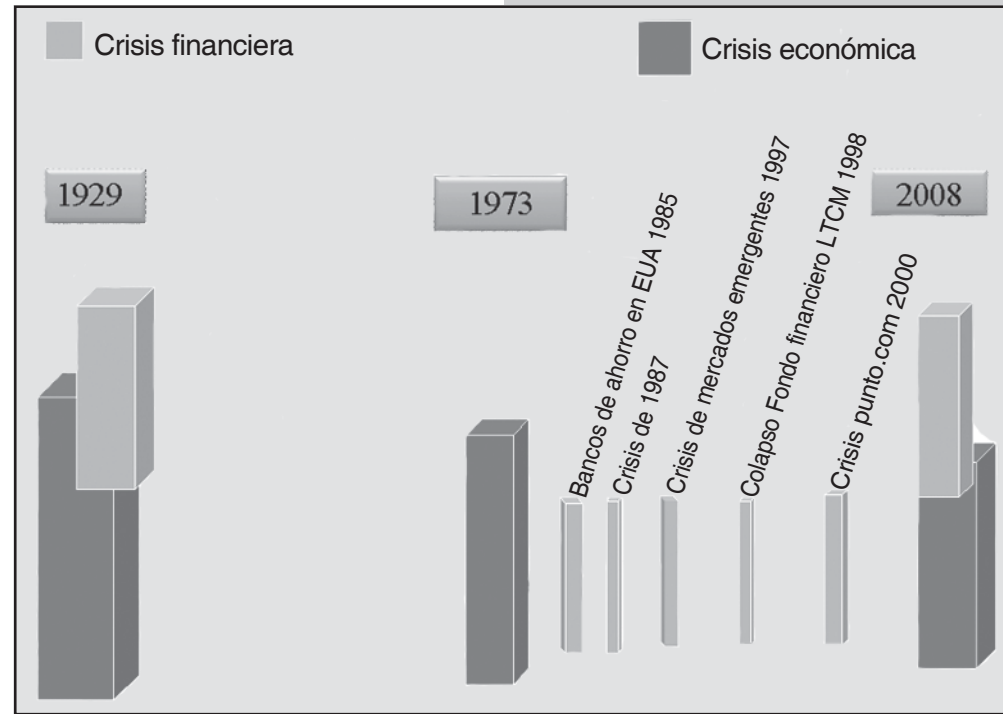 Crisis financiera
Crisis económica
1929
1973
2008
Bancos de ahorro en EUA 1985
Crisis de 1987
Crisis de mercados emergentes 1997
Colapso Fondo financiero LTCM 1998
Crisis punto.com 2000